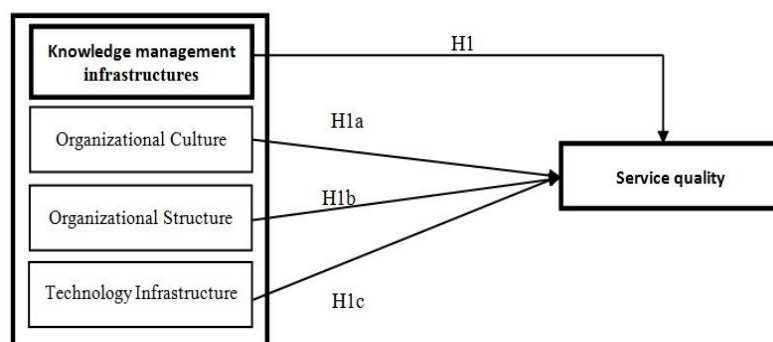 Knowledge management
infrastructures
H1
Organizational Culture
H1a
Service quality
Organizational Structure
H1b
Technology Infrastructure
H1c